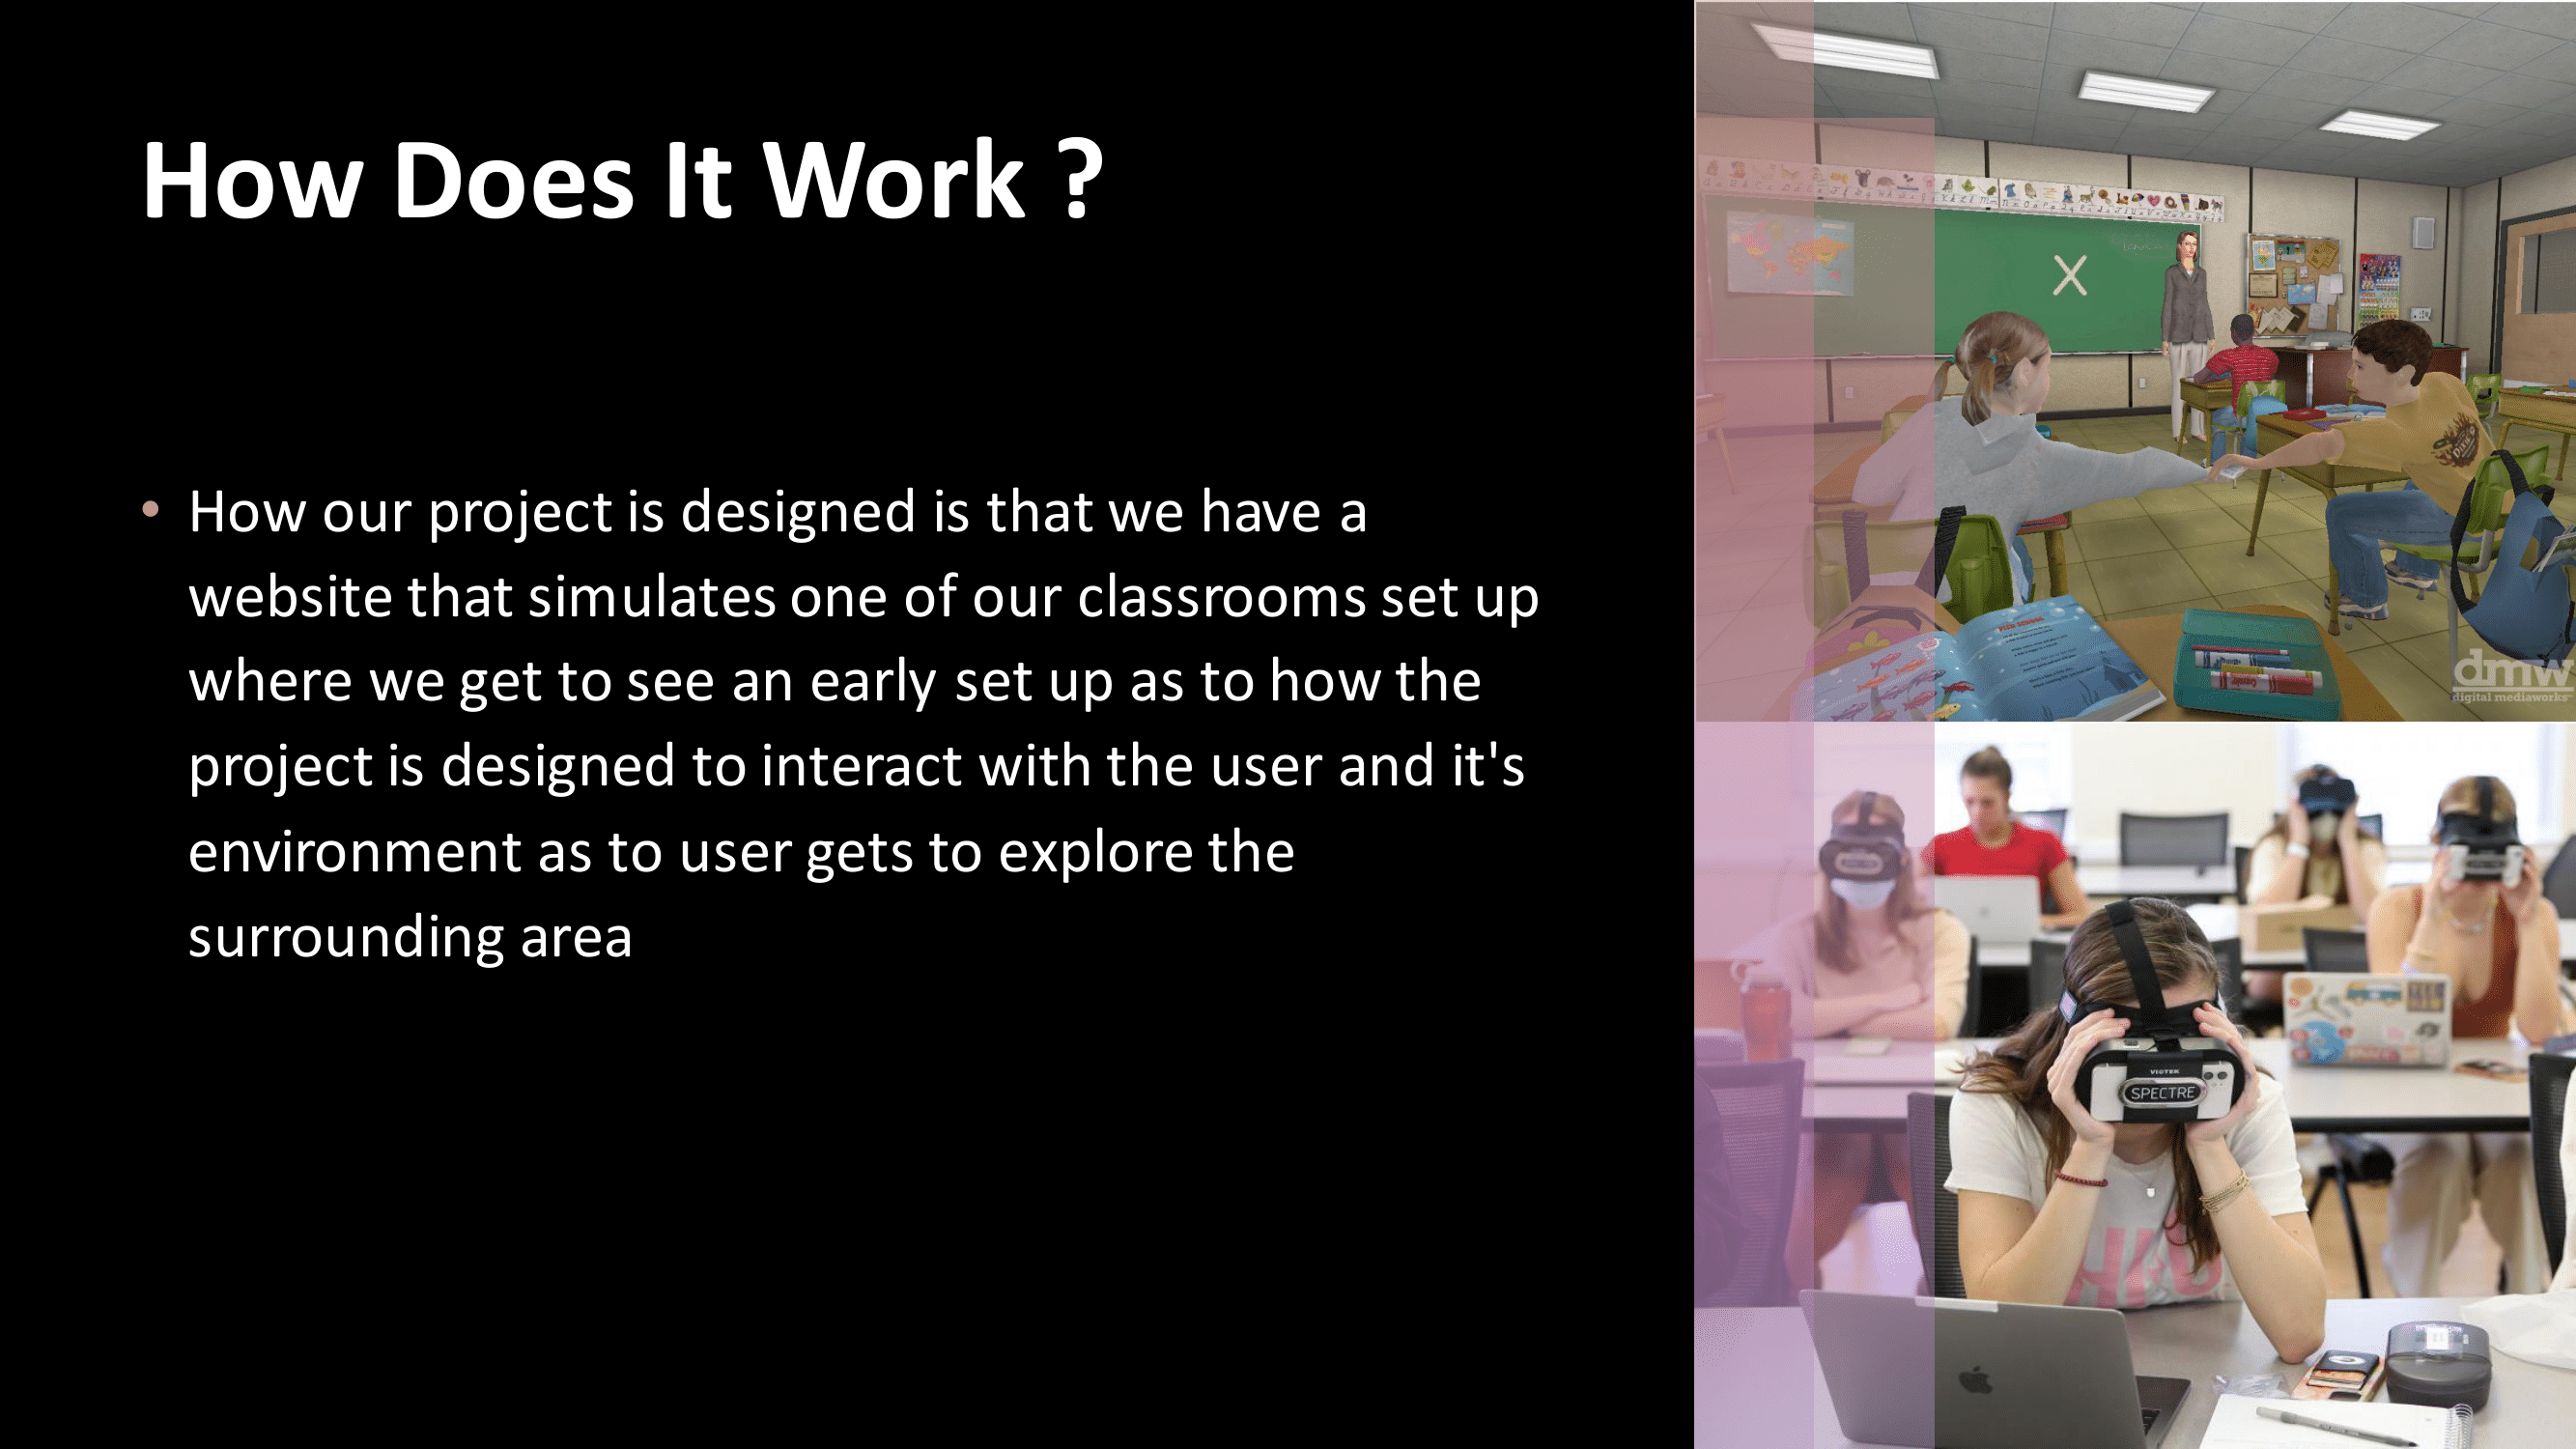 How Does It Work ?
• How our project is designed is that we have a
website that simulates one of our classrooms set up
where we get to see an early set up as to how the
project is designed to interact with the user and it's
environment as to user gets to explore the
surrounding area
X
dmw
digital mediaworks
VIOTEK
SPECTRE